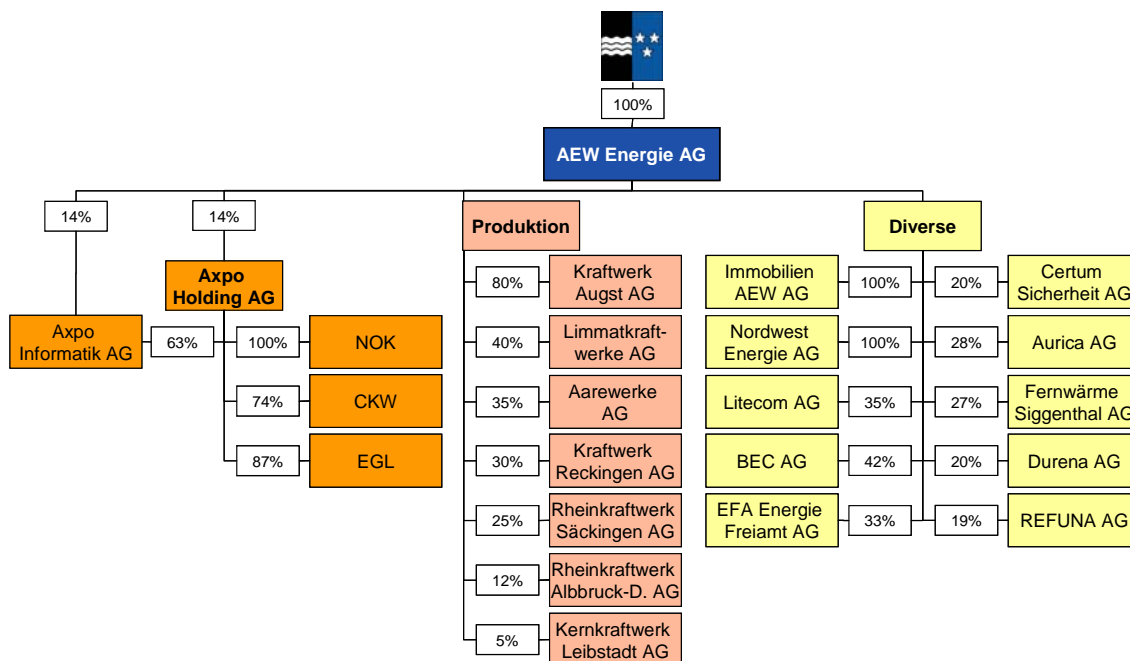 100%
AEW Energie AG
14%
14%
Produktion
Diverse
Axpo
Holding AG
Axpo
Informatik AG
63%
100%
NOK
74%
CKW
87%
EGL
80%
Kraftwerk
Augst AG
40%
Limmatkraft-
werke AG
35%
Aarewerke
AG
30%
Kraftwerk
Reckingen AG
25%
Rheinkraftwerk
Säckingen AG
12%
Rheinkraftwerk
Albbruck-D. AG
5%
Kernkraftwerk
Leibstadt AG
Immobilien
AEW AG
100%
20%
Certum
Sicherheit AG
Nordwest
Energie AG
100%
28%
Aurica AG
Litecom AG
35%
27%
Fernwärme
Siggenthal AG
BEC AG
42%
20%
Durena AG
EFA Energie
Freiamt AG
33%
19%
REFUNA AG